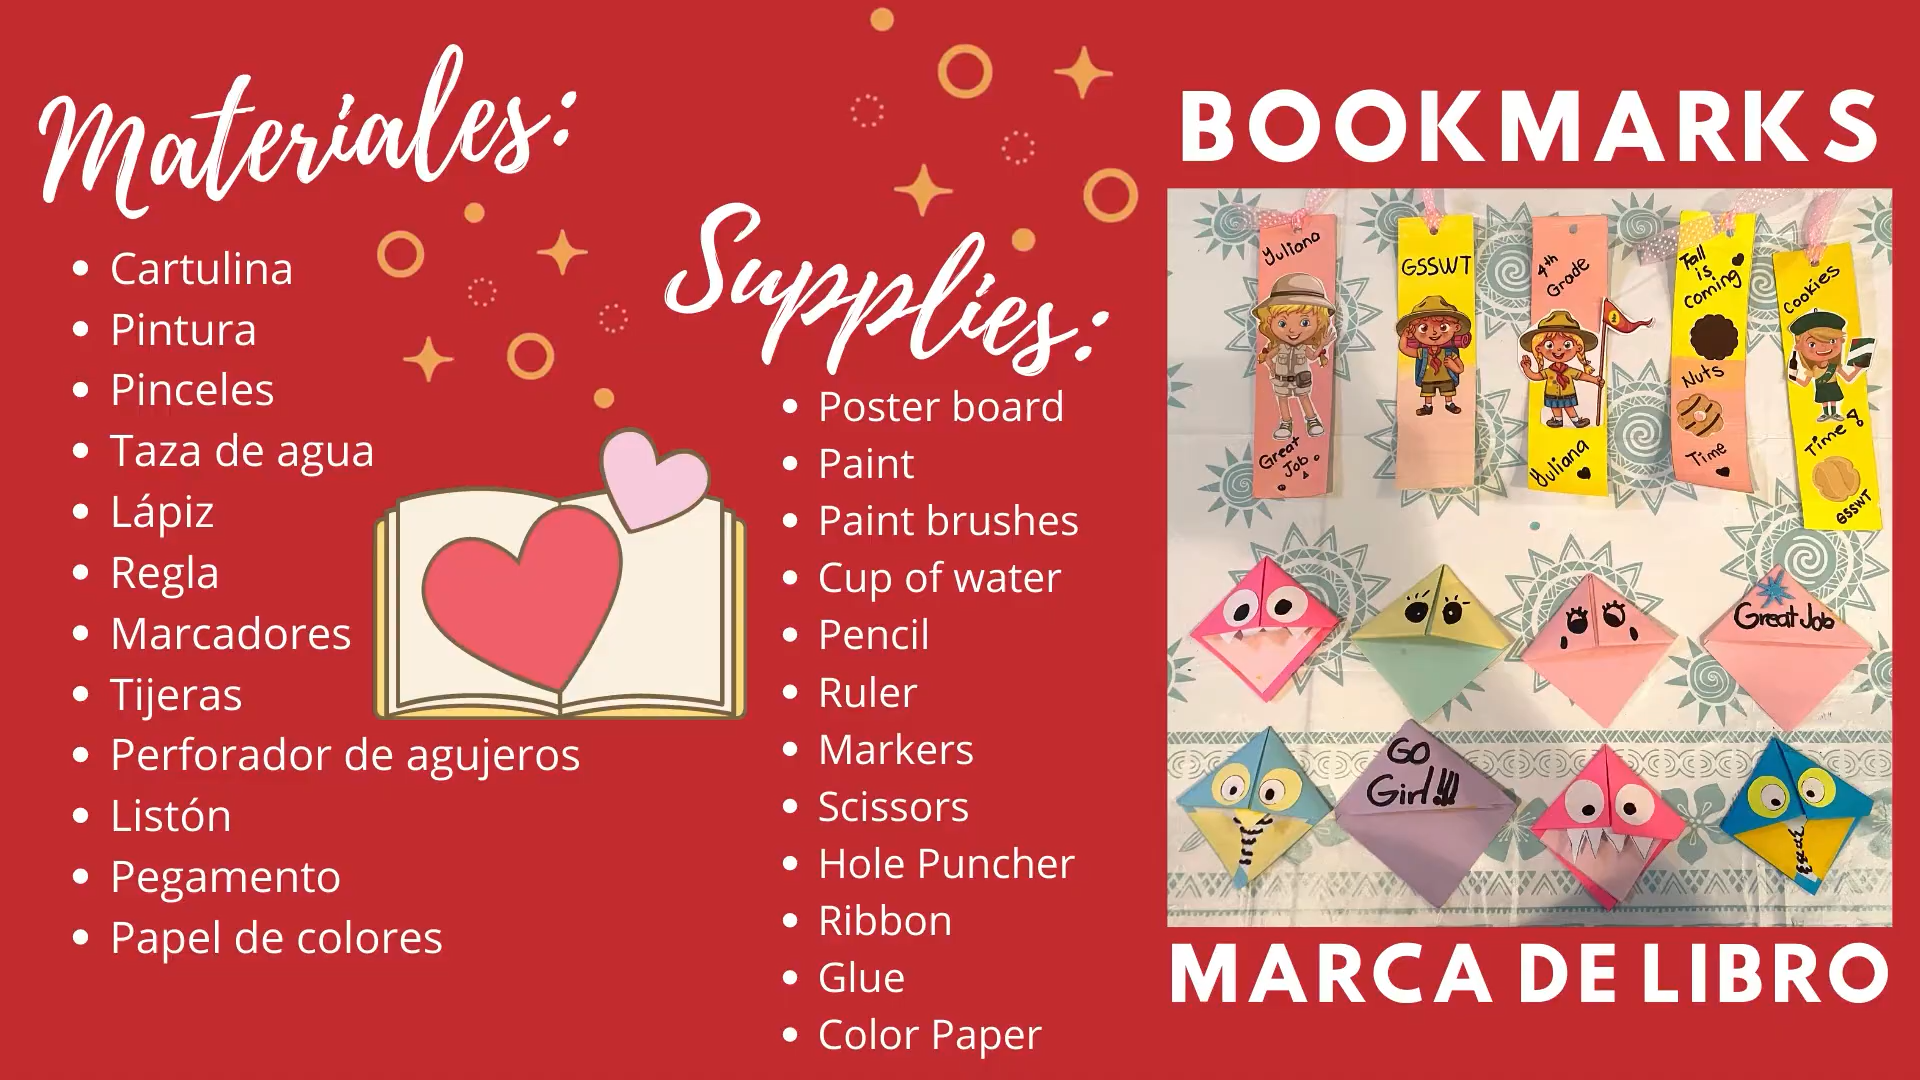 Materiales:
Cartulina
Pintura
Pinceles
Taza de agua
Lápiz
Regla
Marcadores
Tijeras
Perforador de agujeros
Listón
Pegamento
Papel de colores
Supplies:
Poster board
Paint
Paint brushes
Cup of water
Pencil
Ruler
Markers
Scissors
Hole Puncher
Ribbon
Glue
Color Paper
BOOKMARKS
Yuliana
Great
Job
GSSWT
4th
Grade
Yuliana
Fall
is
coming
Nuts
Time
Cookies
Time!
GSSWT
Great Job
GO
Girl!!!
MARCA DE LIBRO